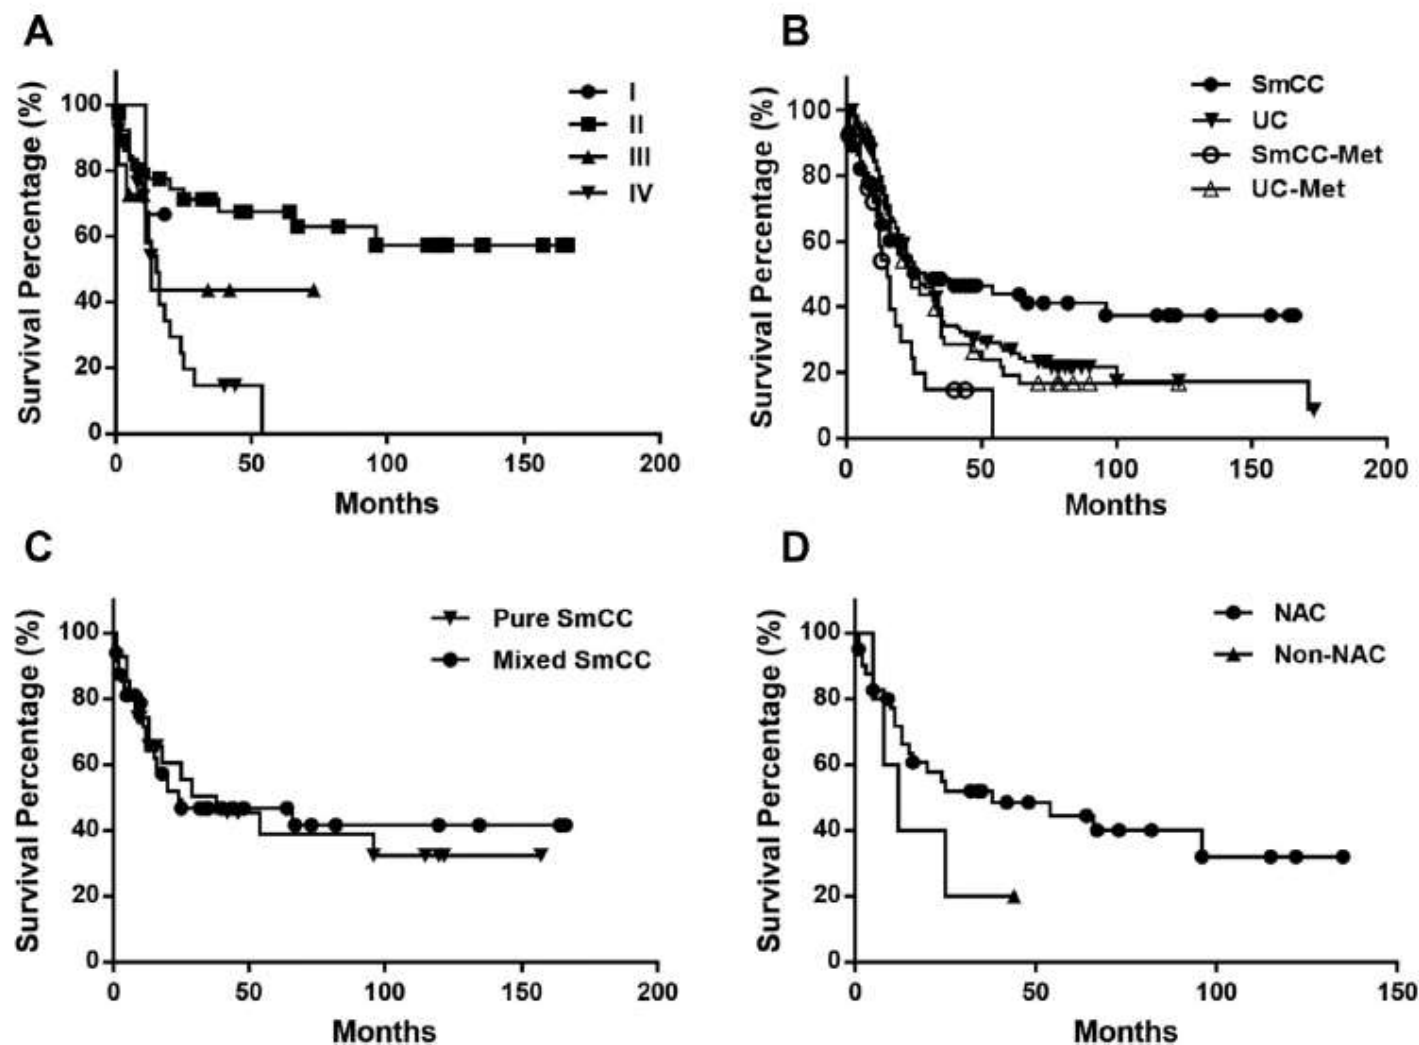 A
Survival Percentage (%)
100
80
60
40
20
0
0 50 100 150 200
Months
I
II
III
IV
B
Survival Percentage (%)
100
80
60
40
20
0
0 50 100 150 200
Months
SmCC
UC
SmCC-Met
UC-Met
C
Survival Percentage (%)
100
80
60
40
20
0
0 50 100 150 200
Months
Pure SmCC
Mixed SmCC
D
Survival Percentage (%)
100
80
60
40
20
0
0 50 100 150
Months
NAC
Non-NAC